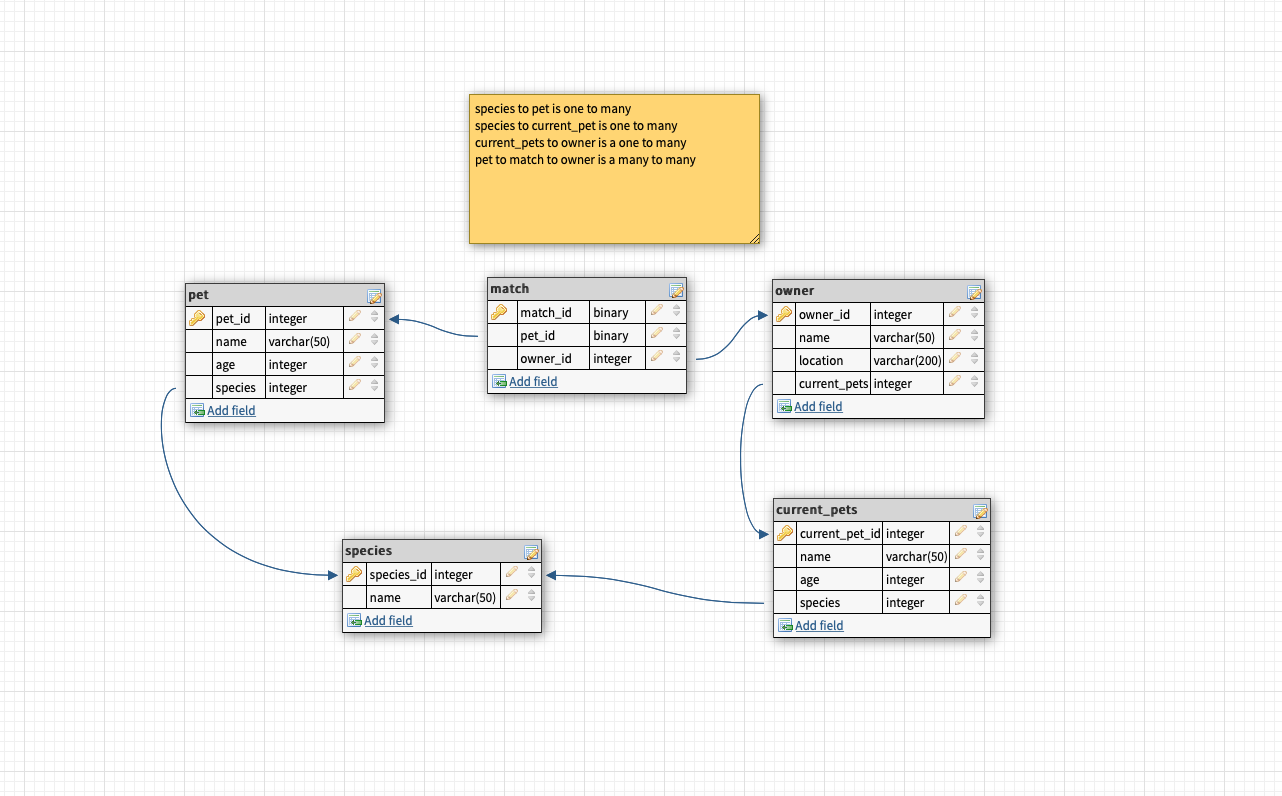 species to pet is one to many
species to current_pet is one to many
current_pets to owner is a one to many
pet to match to owner is a many to many
pet
pet_id integer
name varchar(50)
age integer
species integer
Add field
match
match_id binary
pet_id binary
owner_id integer
Add field
owner
owner_id integer
name varchar(50)
location varchar(200)
current_pets integer
Add field
species
species_id integer
name varchar(50)
Add field
current_pets
current_pet_id integer
name varchar(50)
age integer
species integer
Add field